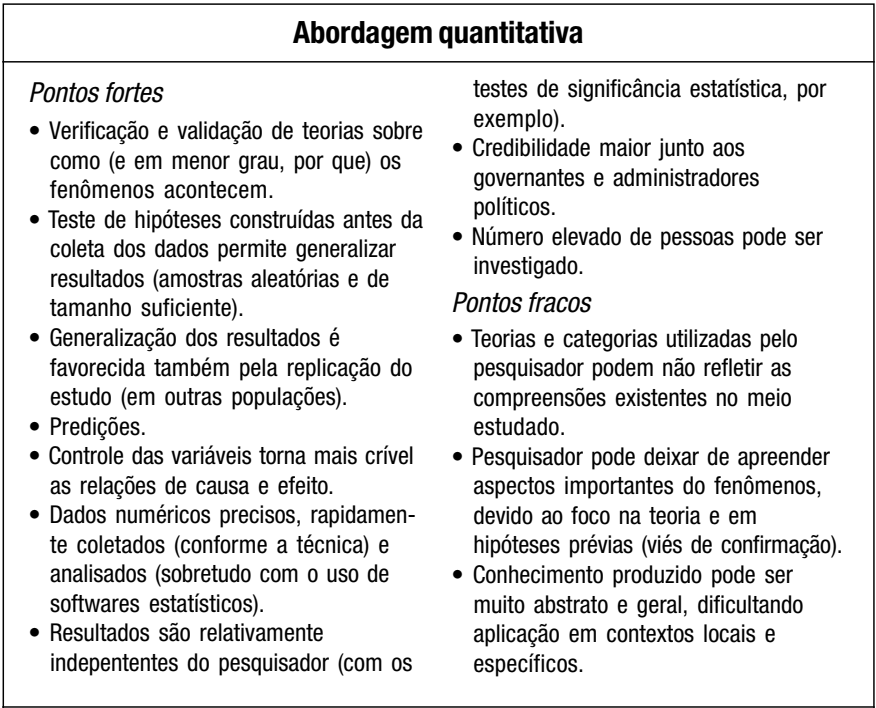 Abordagem quantitativa
Pontos fortes
• Verificação e validação de teorias sobre
como (e em menor grau, por que) os
fenômenos acontecem.
• Teste de hipóteses construídas antes da
coleta dos dados permite generalizar
resultados (amostras aleatórias e de
tamanho suficiente).
• Generalização dos resultados é
favorecida também pela replicação do
estudo (em outras populações).
• Predições.
• Controle das variáveis torna mais crível
as relações de causa e efeito.
• Dados numéricos precisos, rapidamen-
te coletados (conforme a técnica) e
analisados (sobretudo com o uso de
softwares estatísticos).
• Resultados são relativamente
indepententes do pesquisador (com os
testes de significância estatística, por
exemplo).
• Credibilidade maior junto aos
governantes e administradores
políticos.
• Número elevado de pessoas pode ser
investigado.
Pontos fracos
• Teorias e categorias utilizadas pelo
pesquisador podem não refletir as
compreensões existentes no meio
estudado.
• Pesquisador pode deixar de apreender
aspectos importantes do fenômenos,
devido ao foco na teoria e em
hipóteses prévias (viés de confirmação).
• Conhecimento produzido pode ser
muito abstrato e geral, dificultando
aplicação em contextos locais e
específicos.